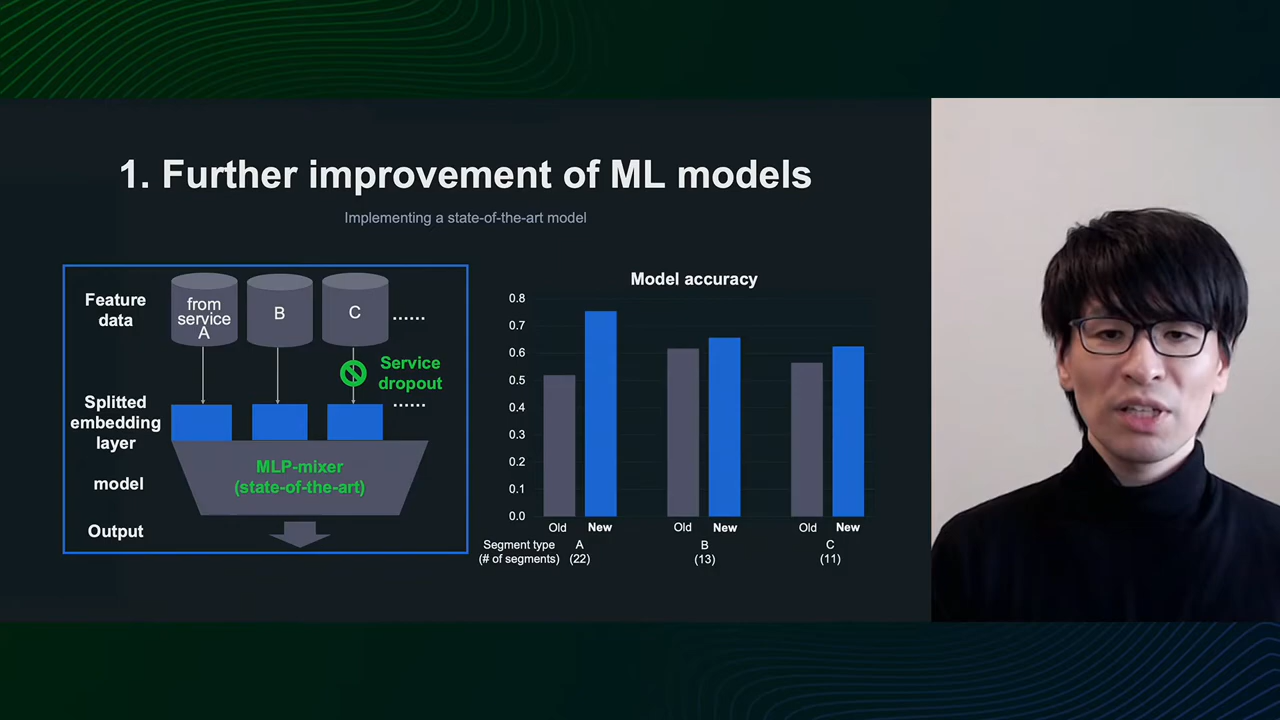 1. Further improvement of ML models
Implementing a state-of-the-art model
Feature
data
from
service
A
B
C
......
Service
dropout
......
Splitted
embedding
layer
MLP-mixer
(state-of-the-art)
model
Output
Model accuracy
0.8
0.7
0.6
0.5
0.4
0.3
0.2
0.1
0.0
Old New Old New Old New
Segment type A B C
(# of segments) (22) (13) (11)